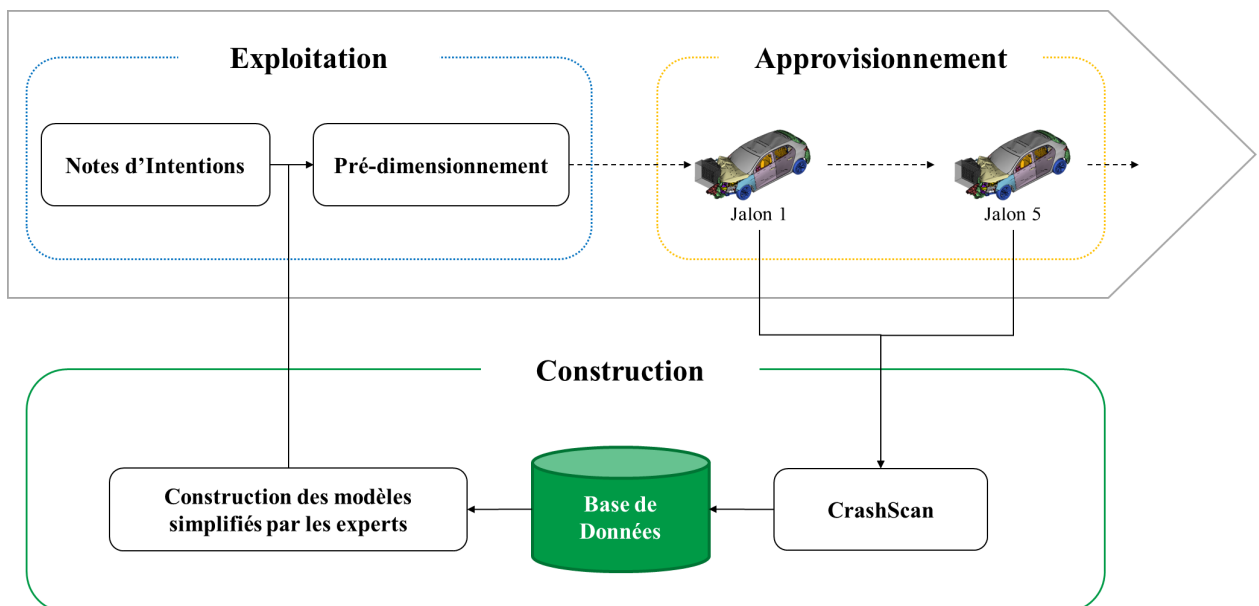 Exploitation
Approvisionnement
Notes d’Intentions
Pré-dimensionnement
Jalon 1
Jalon 5
Construction
Construction des modèles
simplifiés par les experts
Base de
Données
CrashScan